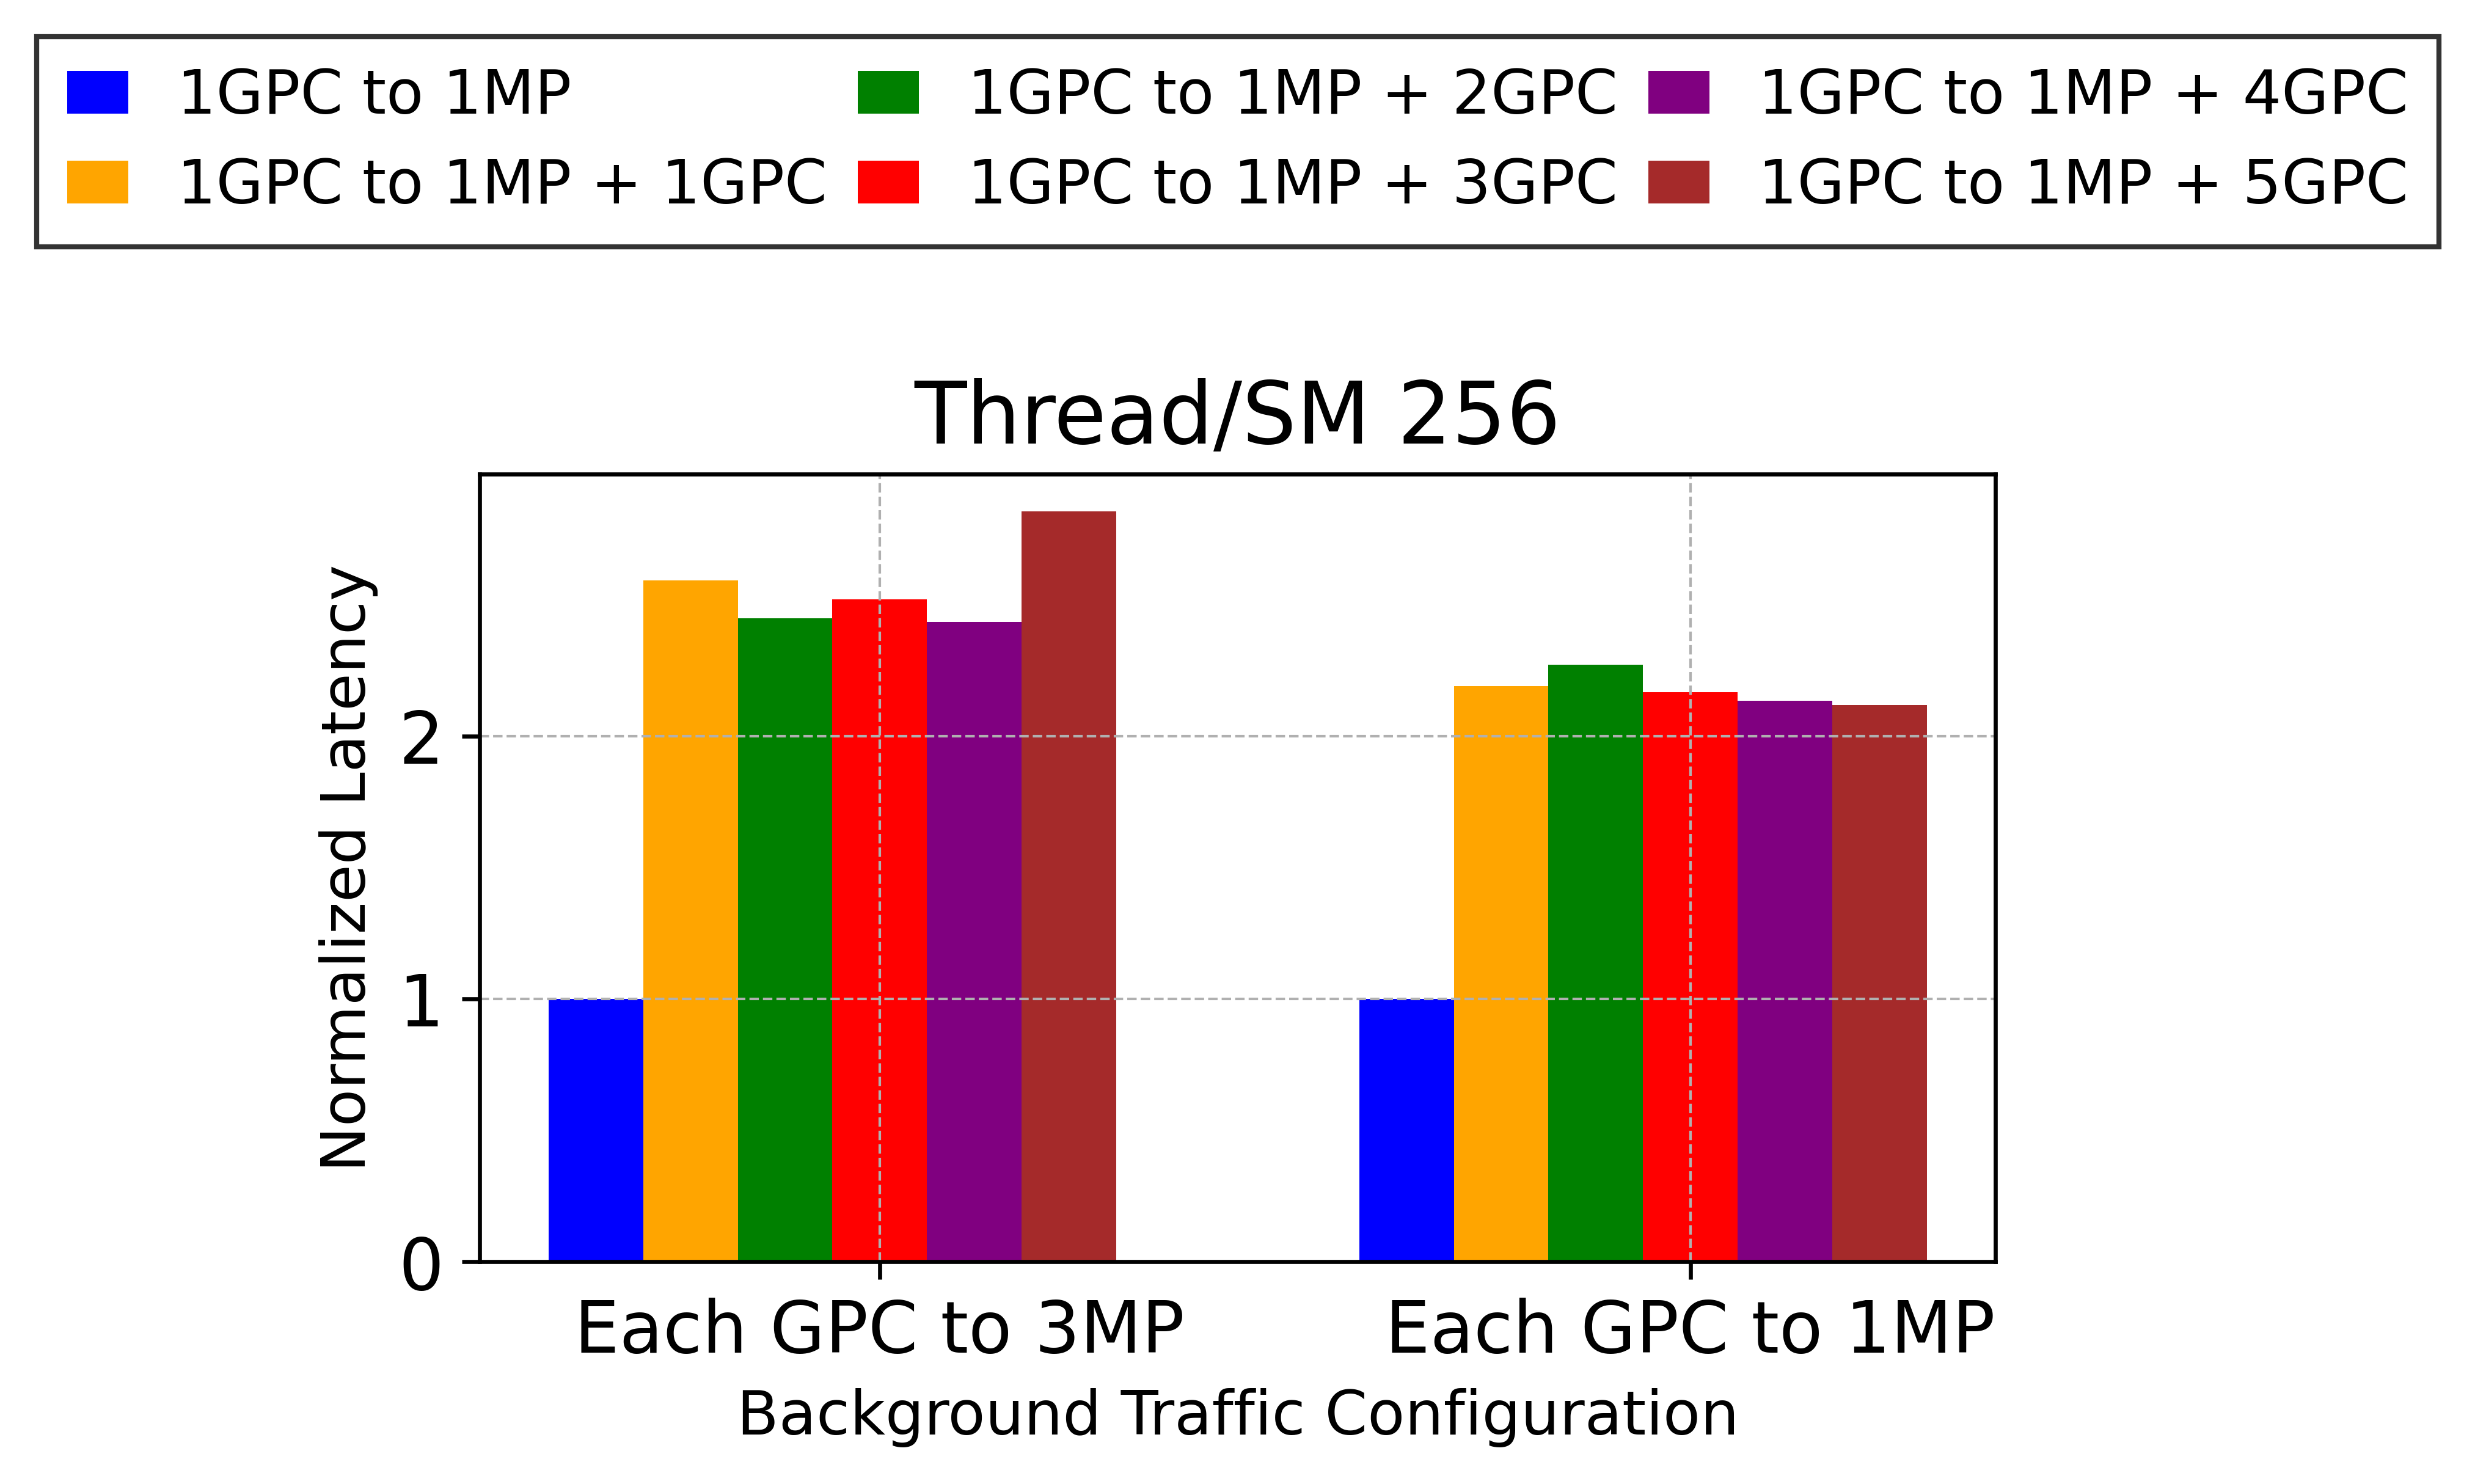 1GPC to 1MP
1GPC to 1MP + 1GPC
1GPC to 1MP + 2GPC
1GPC to 1MP + 3GPC
1GPC to 1MP + 4GPC
1GPC to 1MP + 5GPC
Thread/SM 256
Normalized Latency
2
1
0
Each GPC to 3MP
Each GPC to 1MP
Background Traffic Configuration